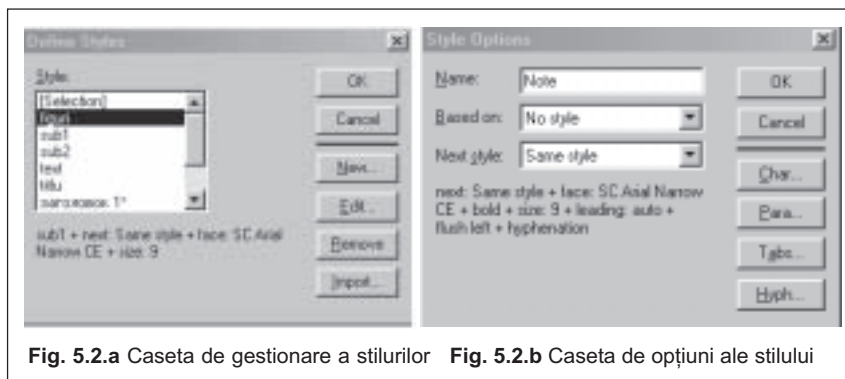 Define Styles
Style:
OK
[Selection]
figuri
Cancel
sub1
sub2
text
New...
titlu
заголовок 1*
Edit...
sub1 + next: Same style + face: SC Arial
Narrow CE + size: 9
Remove
Import...
Style Options
Name: Note
OK
Based on: No style
Cancel
Next style: Same style
Char...
next: Same style + face: SC Arial Narrow
CE + bold + size: 9 + leading: auto +
flush left + hyphenation
Para...
Tabs...
Hyph...
Fig. 5.2.a Caseta de gestionare a stilurilor
Fig. 5.2.b Caseta de opțiuni ale stilului